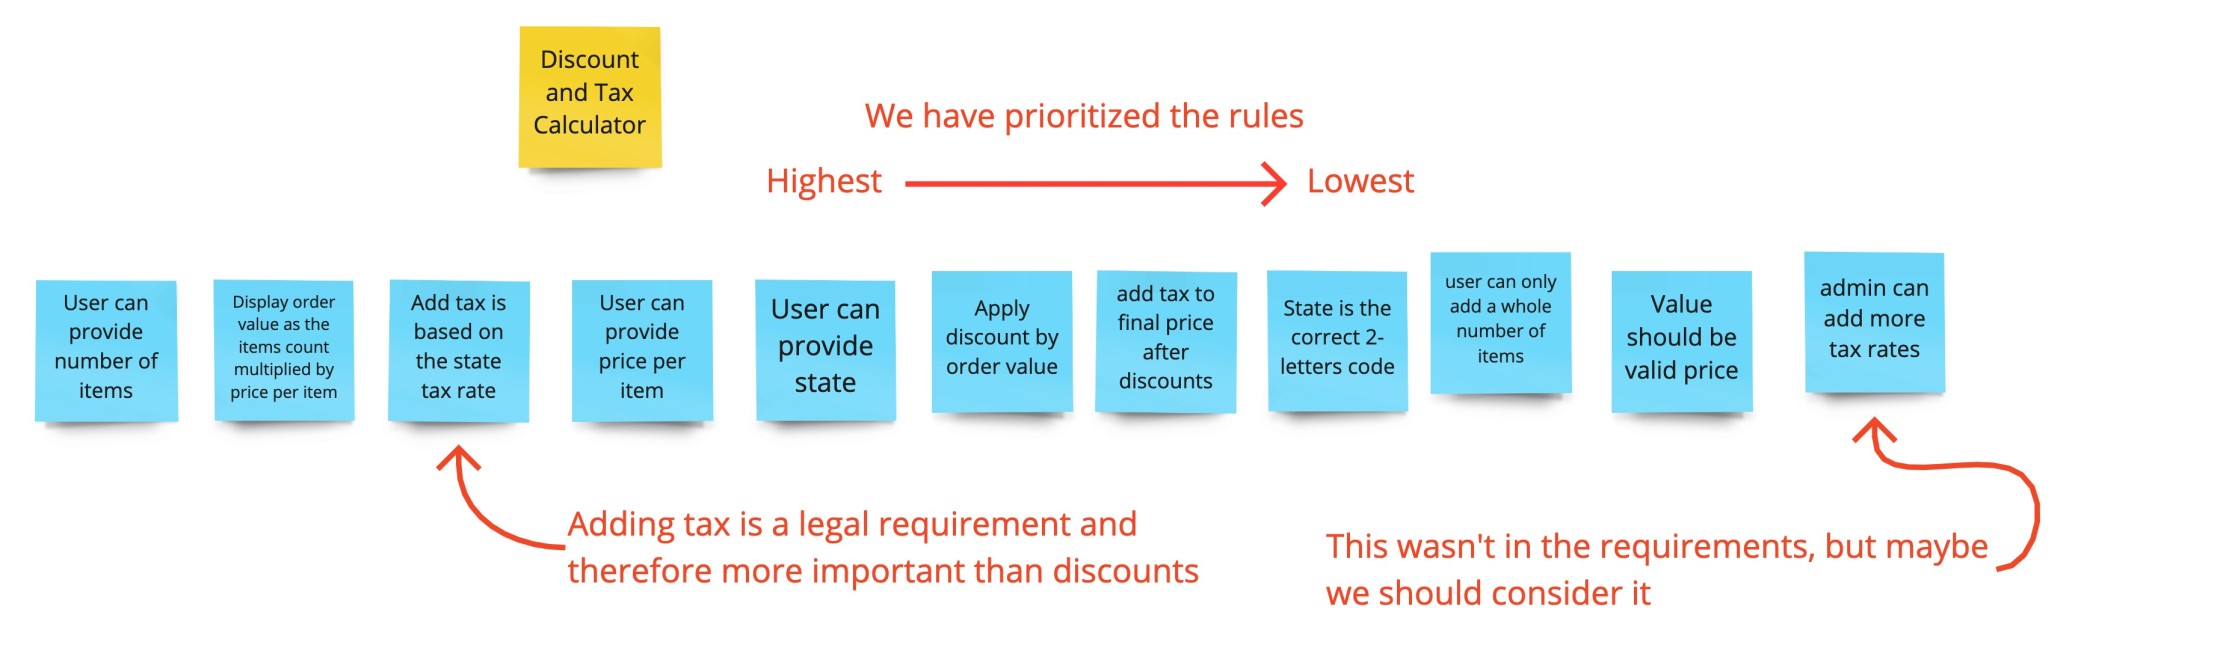 Discount
and Tax
Calculator
We have prioritized the rules
Highest
Lowest
User can
provide
number of
items
Display order
value as the
items count
multiplied by
price per item
Add tax is
based on
the state
tax rate
User can
provide
price per
item
User can
provide
state
Apply
discount by
order value
add tax to
final price
after
discounts
State is the
correct 2-
letters code
user can only
add a whole
number of
items
Value
should be
valid price
admin can
add more
tax rates
Adding tax is a legal requirement and
therefore more important than discounts
This wasn't in the requirements, but maybe
we should consider it